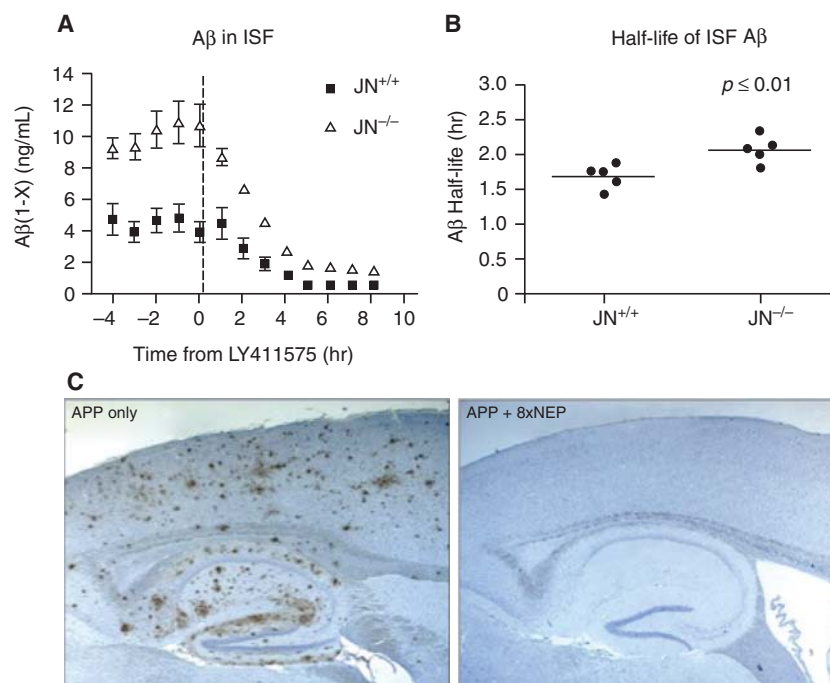 A
Aβ in ISF
14
12
10
8
6
4
2
0
Aβ(1-X) (ng/mL)
JN+/+
JN−/−
−4 −2 0 2 4 6 8 10
Time from LY411575 (hr)
B
Half-life of ISF Aβ
p ≤ 0.01
3.0
2.5
2.0
1.5
1.0
0.5
0
Aβ Half-life (hr)
JN+/+ JN−/−
C
APP only
APP + 8xNEP